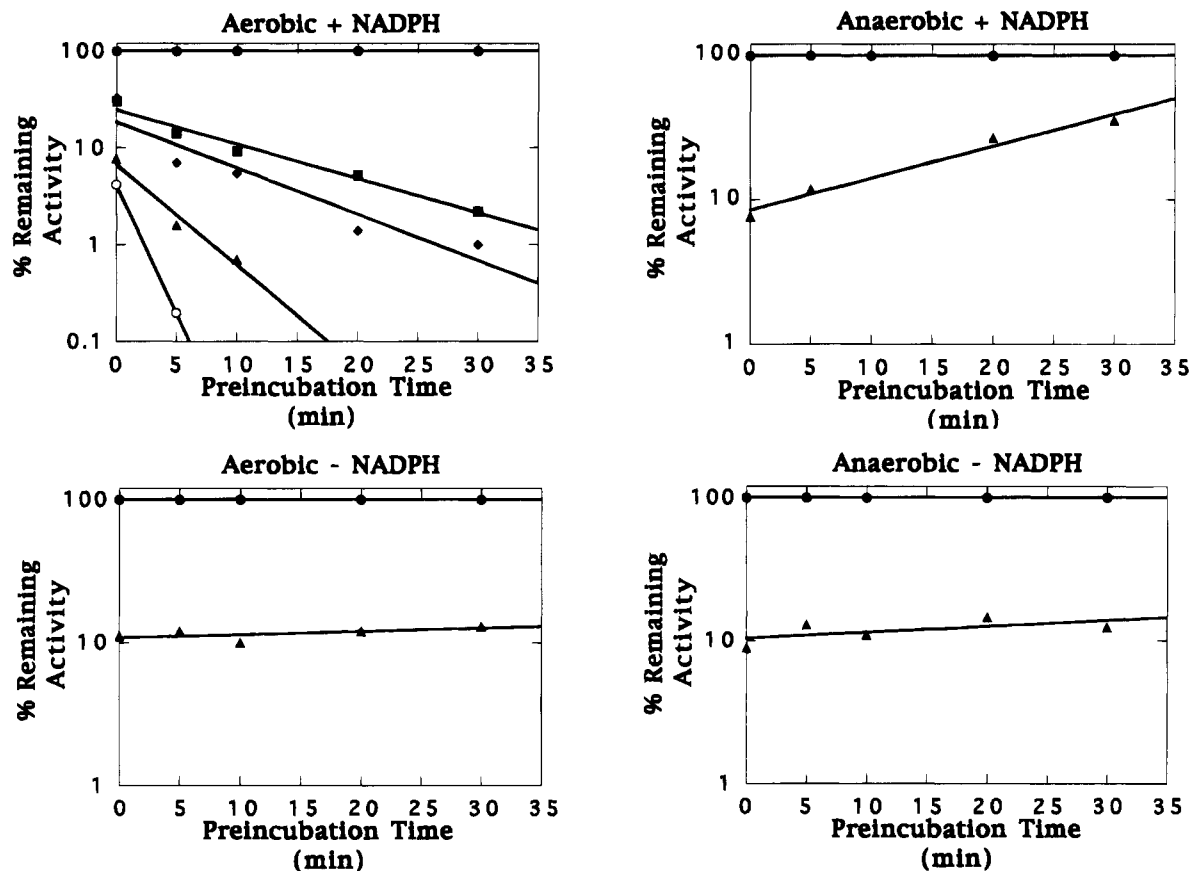 Aerobic + NADPH
100
10
1
0.1
% Remaining
Activity
0 5 10 15 20 25 30 35
Preincubation Time
(min)
Anaerobic + NADPH
100
10
1
% Remaining
Activity
0 5 10 15 20 25 30 35
Preincubation Time
(min)
Aerobic - NADPH
100
10
1
% Remaining
Activity
0 5 10 15 20 25 30 35
Preincubation Time
(min)
Anaerobic - NADPH
100
10
1
% Remaining
Activity
0 5 10 15 20 25 30 35
Preincubation Time
(min)